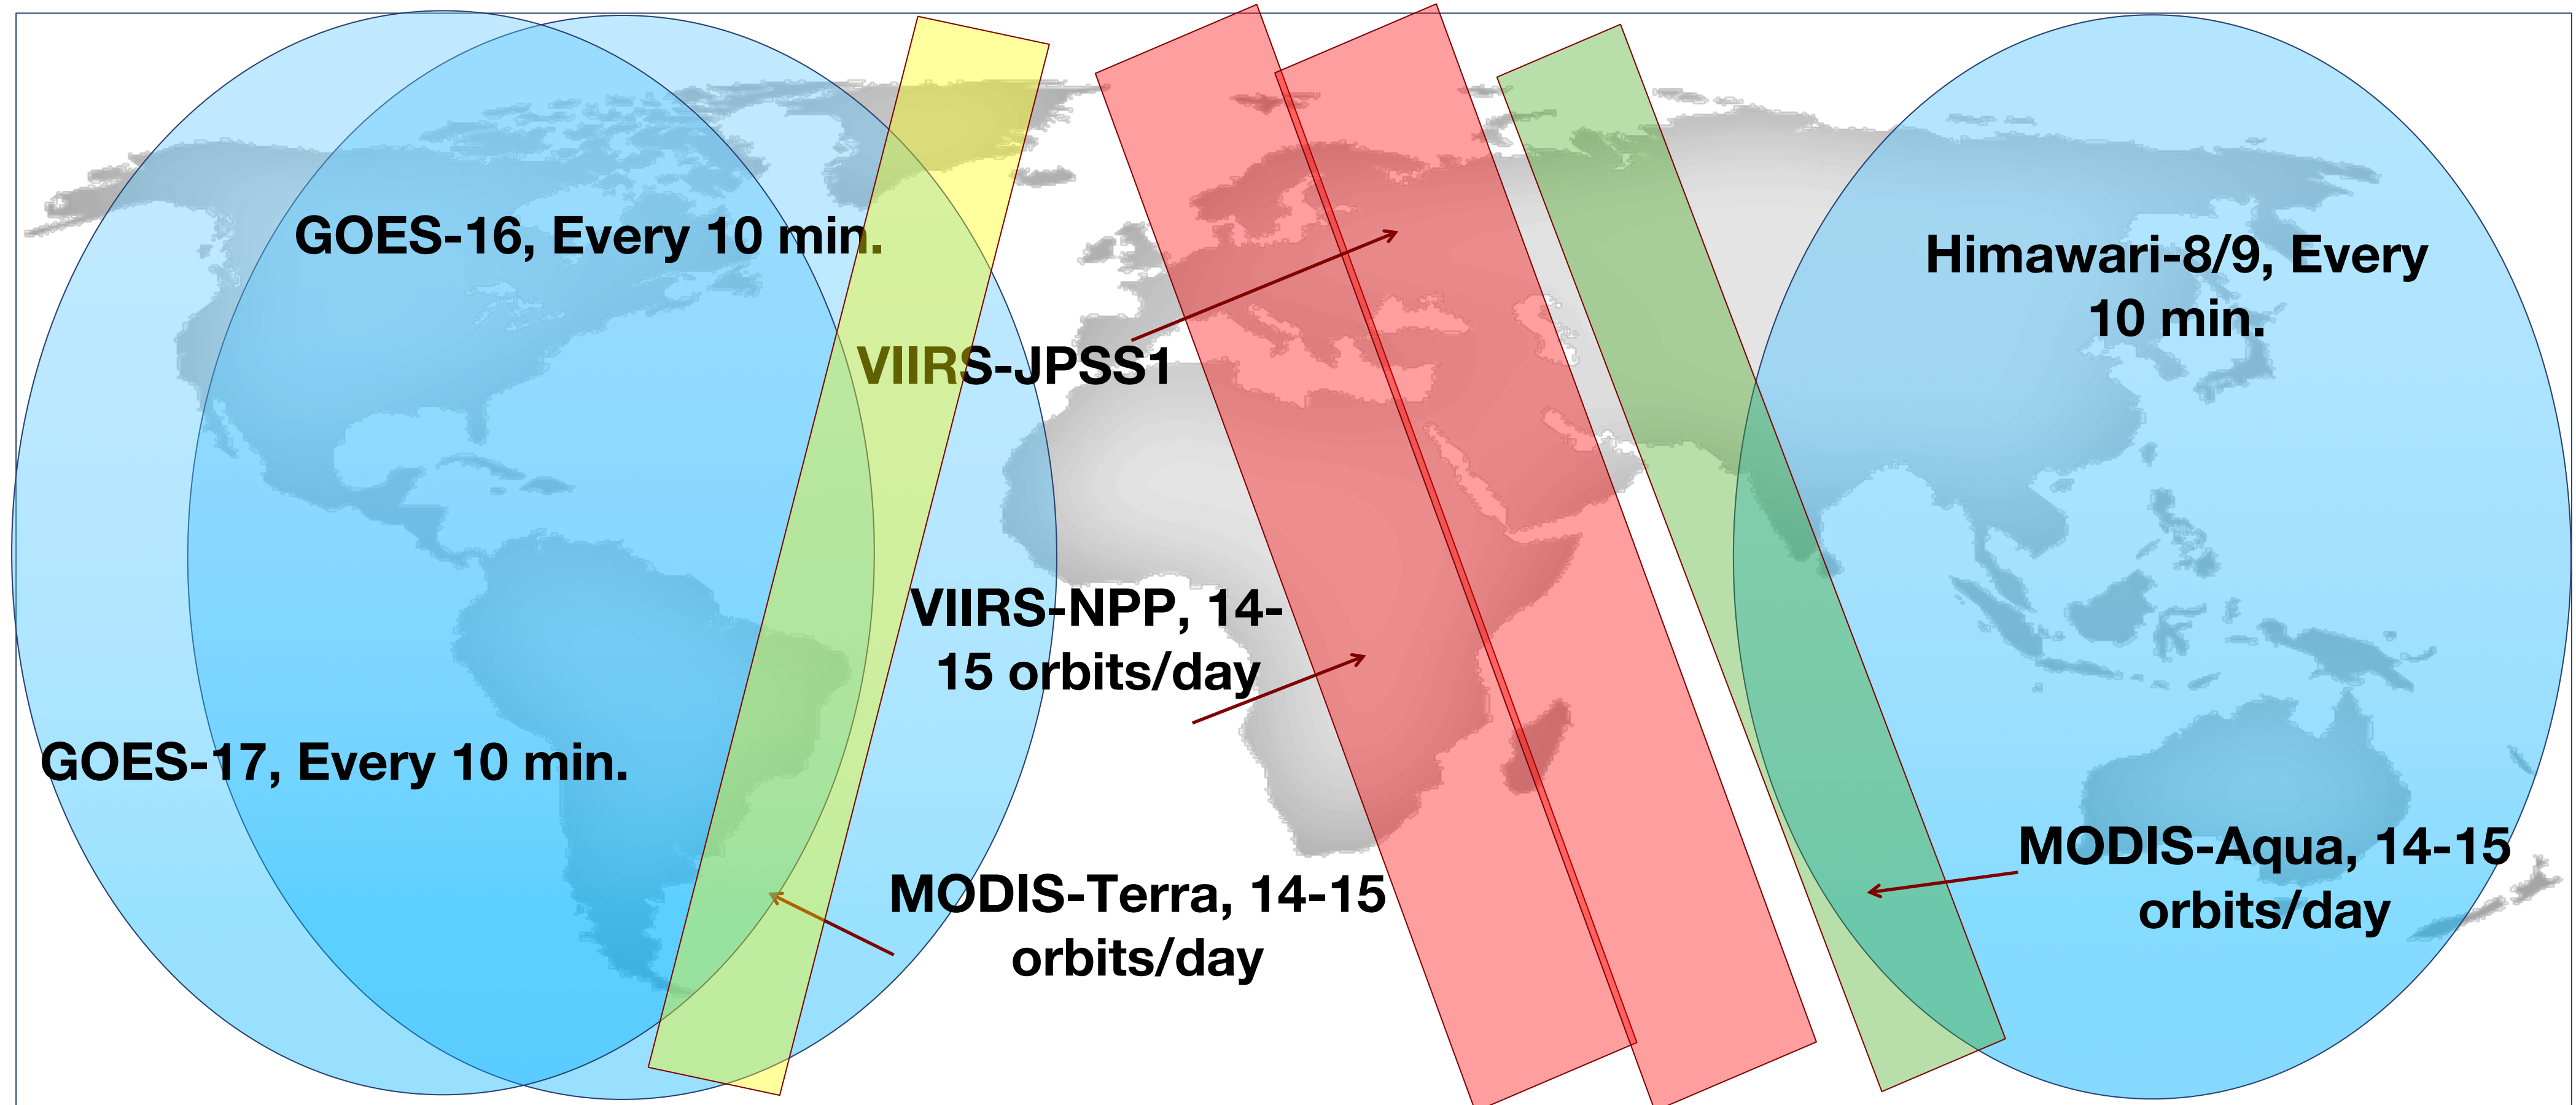 GOES-16, Every 10 min.
Himawari-8/9, Every
10 min.
VIIRS-JPSS1
VIIRS-NPP, 14-
15 orbits/day
GOES-17, Every 10 min.
MODIS-Terra, 14-15
orbits/day
MODIS-Aqua, 14-15
orbits/day